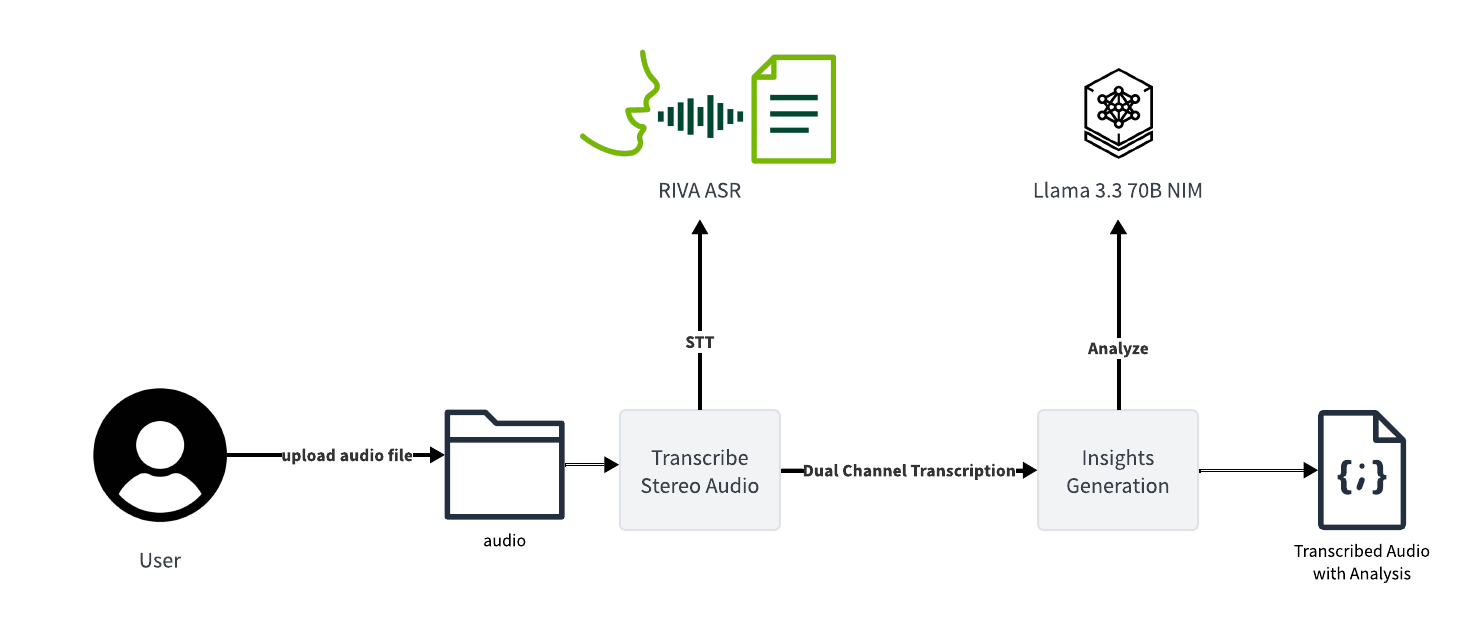 RIVA ASR
Llama 3.3 70B NIM
STT
Analyze
upload audio file
Transcribe
Stereo Audio
Dual Channel Transcription
Insights
Generation
{;}
audio
User
Transcribed Audio
with Analysis